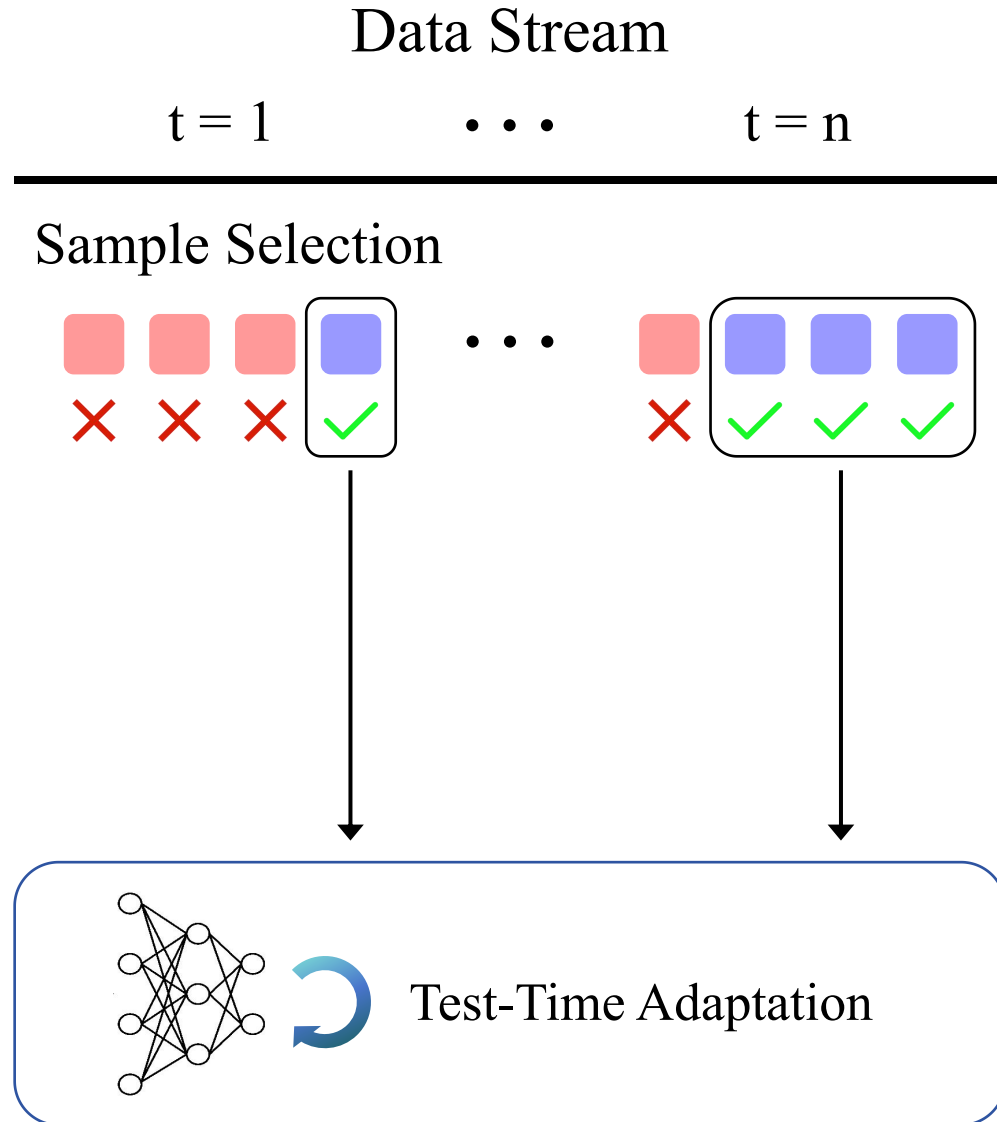 Data Stream
t = 1 • • • t = n
Sample Selection
• • •
Test-Time Adaptation